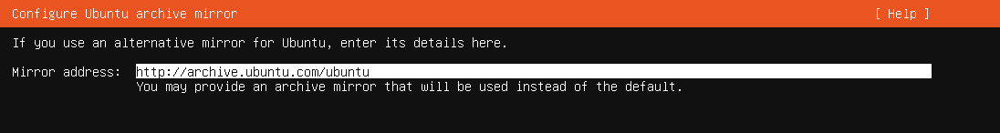 Configure Ubuntu archive mirror [ Help ]
If you use an alternative mirror for Ubuntu, enter its details here.
Mirror address: http://archive.ubuntu.com/ubuntu
You may provide an archive mirror that will be used instead of the default.